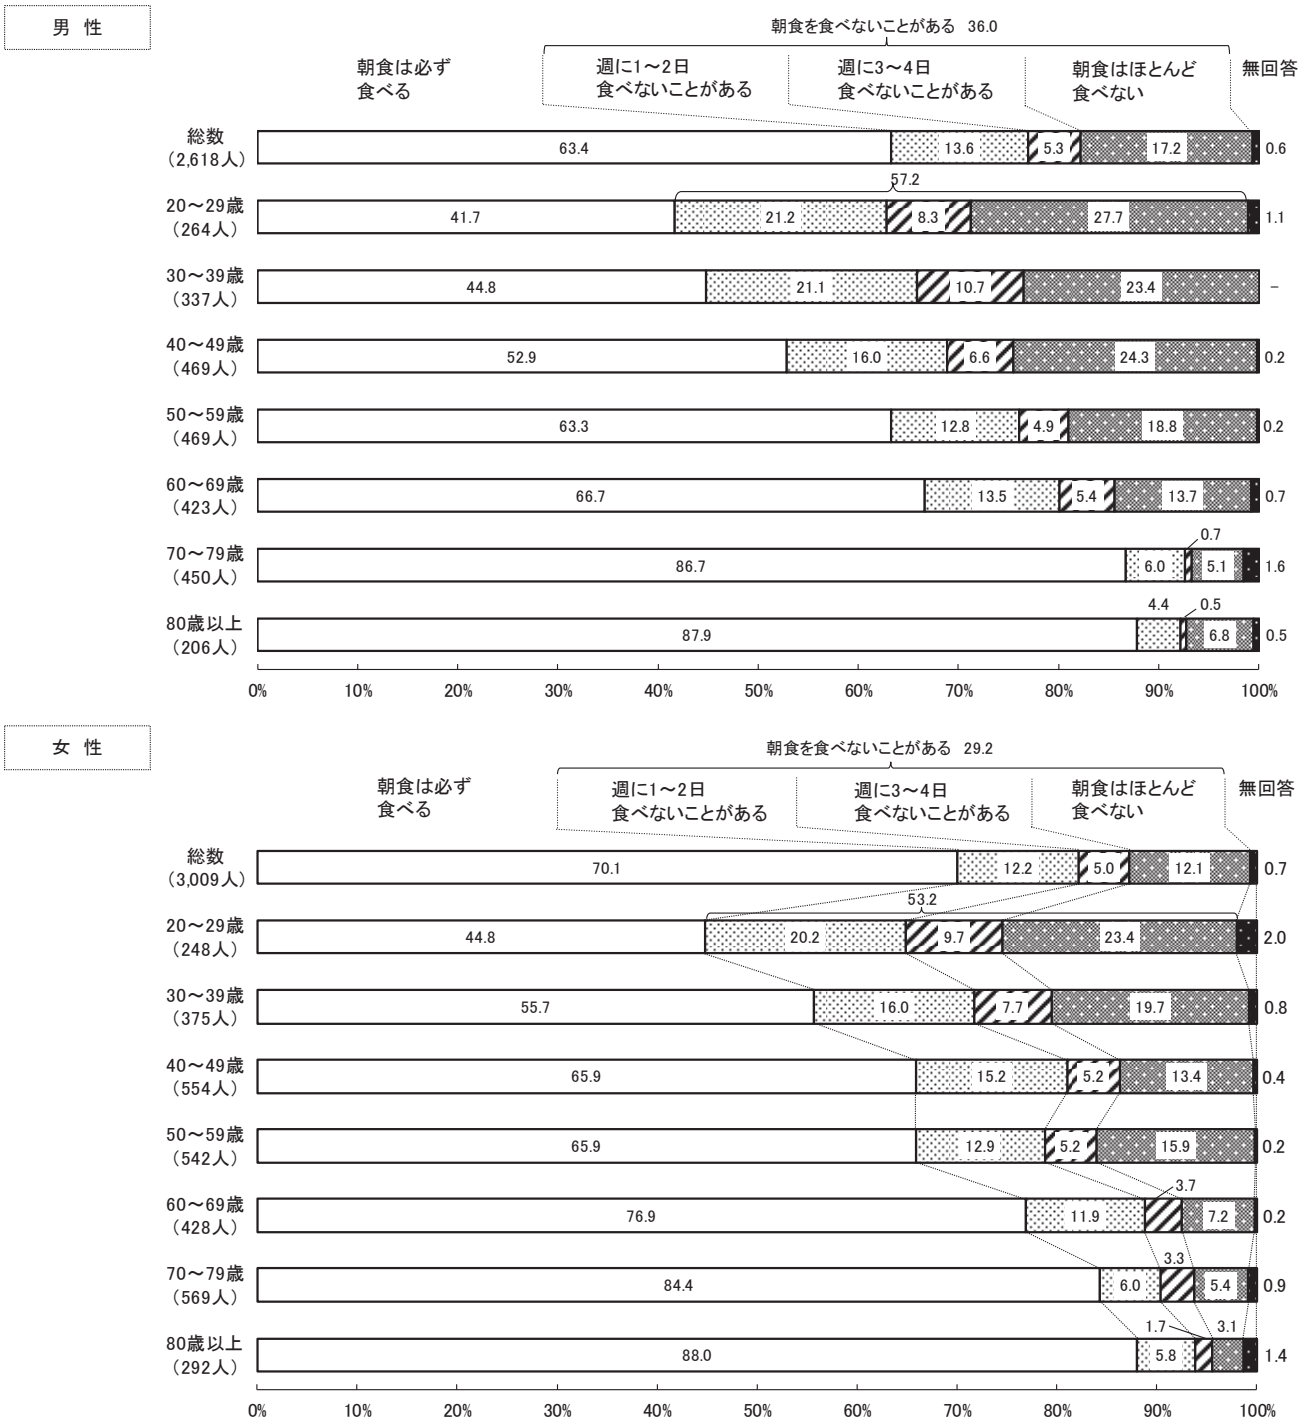 男 性
朝食を食べないことがある 36.0
朝食は必ず
食べる
週に1～2日
食べないことがある
週に3～4日
食べないことがある
朝食はほとんど
食べない
無回答
総数
（2,618人）
63.4 13.6 5.3 17.2 0.6
57.2
20～29歳
（264人）
41.7 21.2 8.3 27.7 1.1
30～39歳
（337人）
44.8 21.1 10.7 23.4 －
40～49歳
（469人）
52.9 16.0 6.6 24.3 0.2
50～59歳
（469人）
63.3 12.8 4.9 18.8 0.2
60～69歳
（423人）
66.7 13.5 5.4 13.7 0.7
70～79歳
（450人）
86.7 6.0 0.7 5.1 1.6
80歳以上
（206人）
87.9 4.4 0.5 6.8 0.5
0% 10% 20% 30% 40% 50% 60% 70% 80% 90% 100%
女 性
朝食を食べないことがある 29.2
朝食は必ず
食べる
週に1～2日
食べないことがある
週に3～4日
食べないことがある
朝食はほとんど
食べない
無回答
総数
（3,009人）
70.1 12.2 5.0 12.1 0.7
53.2
20～29歳
（248人）
44.8 20.2 9.7 23.4 2.0
30～39歳
（375人）
55.7 16.0 7.7 19.7 0.8
40～49歳
（554人）
65.9 15.2 5.2 13.4 0.4
50～59歳
（542人）
65.9 12.9 5.2 15.9 0.2
60～69歳
（428人）
76.9 11.9 3.7 7.2 0.2
70～79歳
（569人）
84.4 6.0 3.3 5.4 0.9
80歳以上
（292人）
88.0 5.8 1.7 3.1 1.4
0% 10% 20% 30% 40% 50% 60% 70% 80% 90% 100%